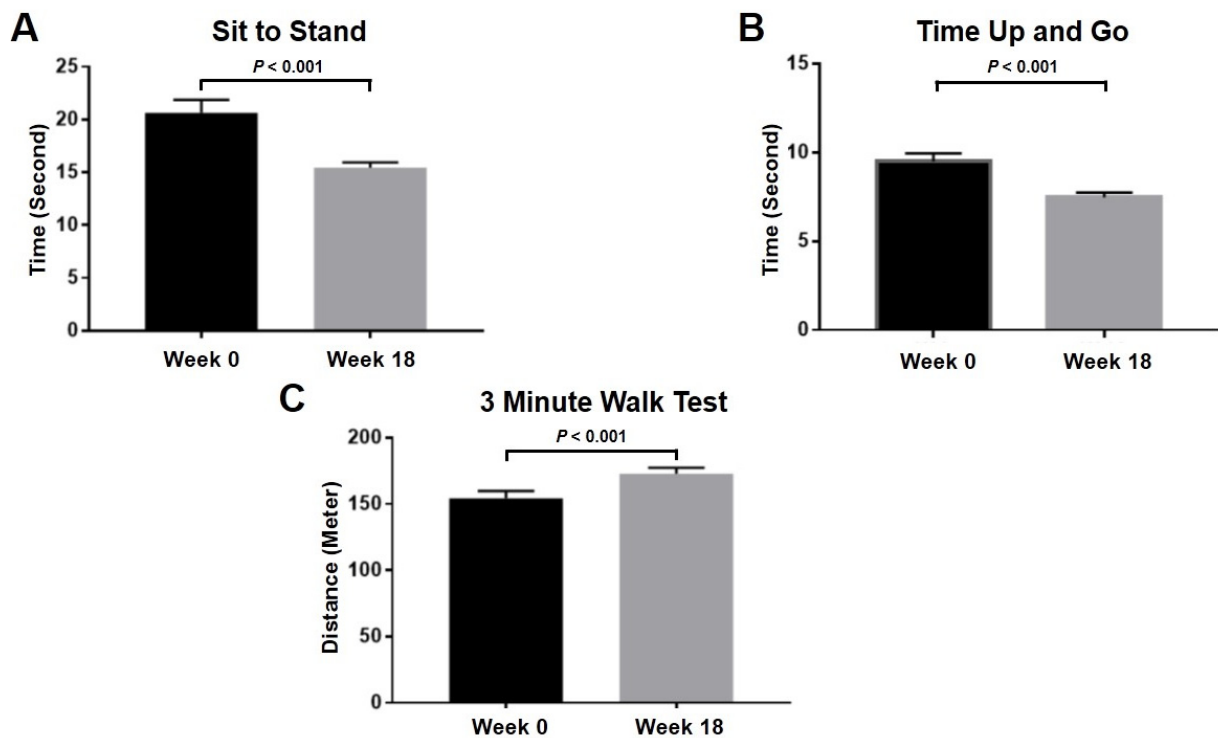 A
Sit to Stand
P < 0.001
25
20
15
10
5
0
Time (Second)
Week 0
Week 18
B
Time Up and Go
P < 0.001
15
10
5
0
Time (Second)
Week 0
Week 18
C
3 Minute Walk Test
P < 0.001
200
150
100
50
0
Distance (Meter)
Week 0
Week 18